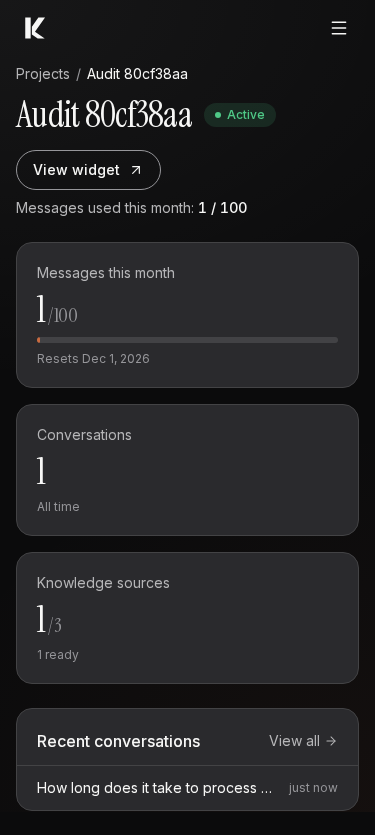 K
Projects / Audit 80cf38aa
Audit 80cf38aa
Active
View widget
Messages used this month: 1 / 100
Messages this month
1/100
Resets Dec 1, 2026
Conversations
1
All time
Knowledge sources
1/3
1 ready
Recent conversations
View all →
How long does it take to process ...
just now